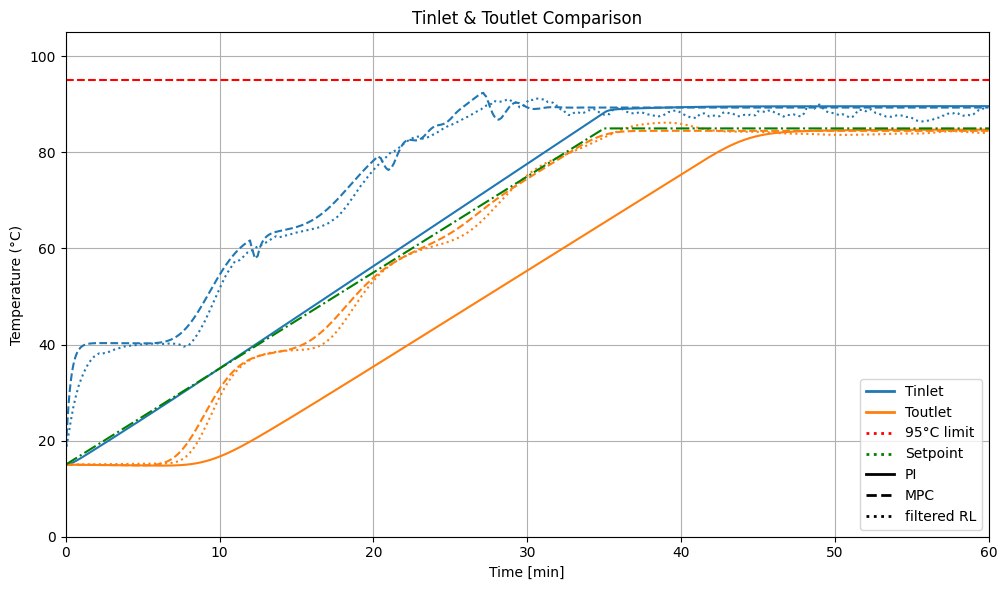 Tinlet & Toutlet Comparison
Temperature (°C)
100
80
60
40
20
0
0 10 20 30 40 50 60
Time [min]
Tinlet
Toutlet
95°C limit
Setpoint
PI
MPC
filtered RL